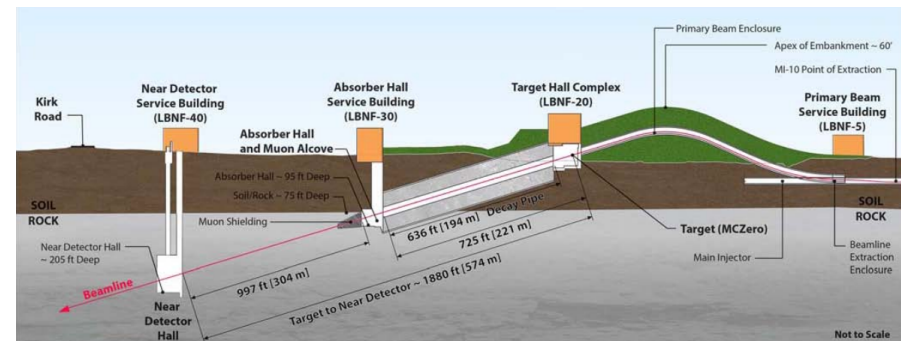 Primary Beam Enclosure
Apex of Embankment ~ 60'
MI-10 Point of Extraction
Kirk
Road
Near Detector
Service Building
(LBNF-40)
Absorber Hall
Service Building
(LBNF-30)
Target Hall Complex
(LBNF-20)
Primary Beam
Service Building
(LBNF-5)
Absorber Hall
and Muon Alcove
Absorber Hall ~ 95 ft Deep
Soil/Rock ~ 75 ft Deep
Muon Shielding
SOIL
ROCK
SOIL
ROCK
636 ft [194 m] Decay Pipe
725 ft [221 m]
Target (MCZero)
Main Injector
Beamline
Extraction
Enclosure
Near Detector Hall
~ 205 ft Deep
Beamline
997 ft [304 m]
Target to Near Detector ~ 1880 ft [574 m]
Near
Detector
Hall
Not to Scale